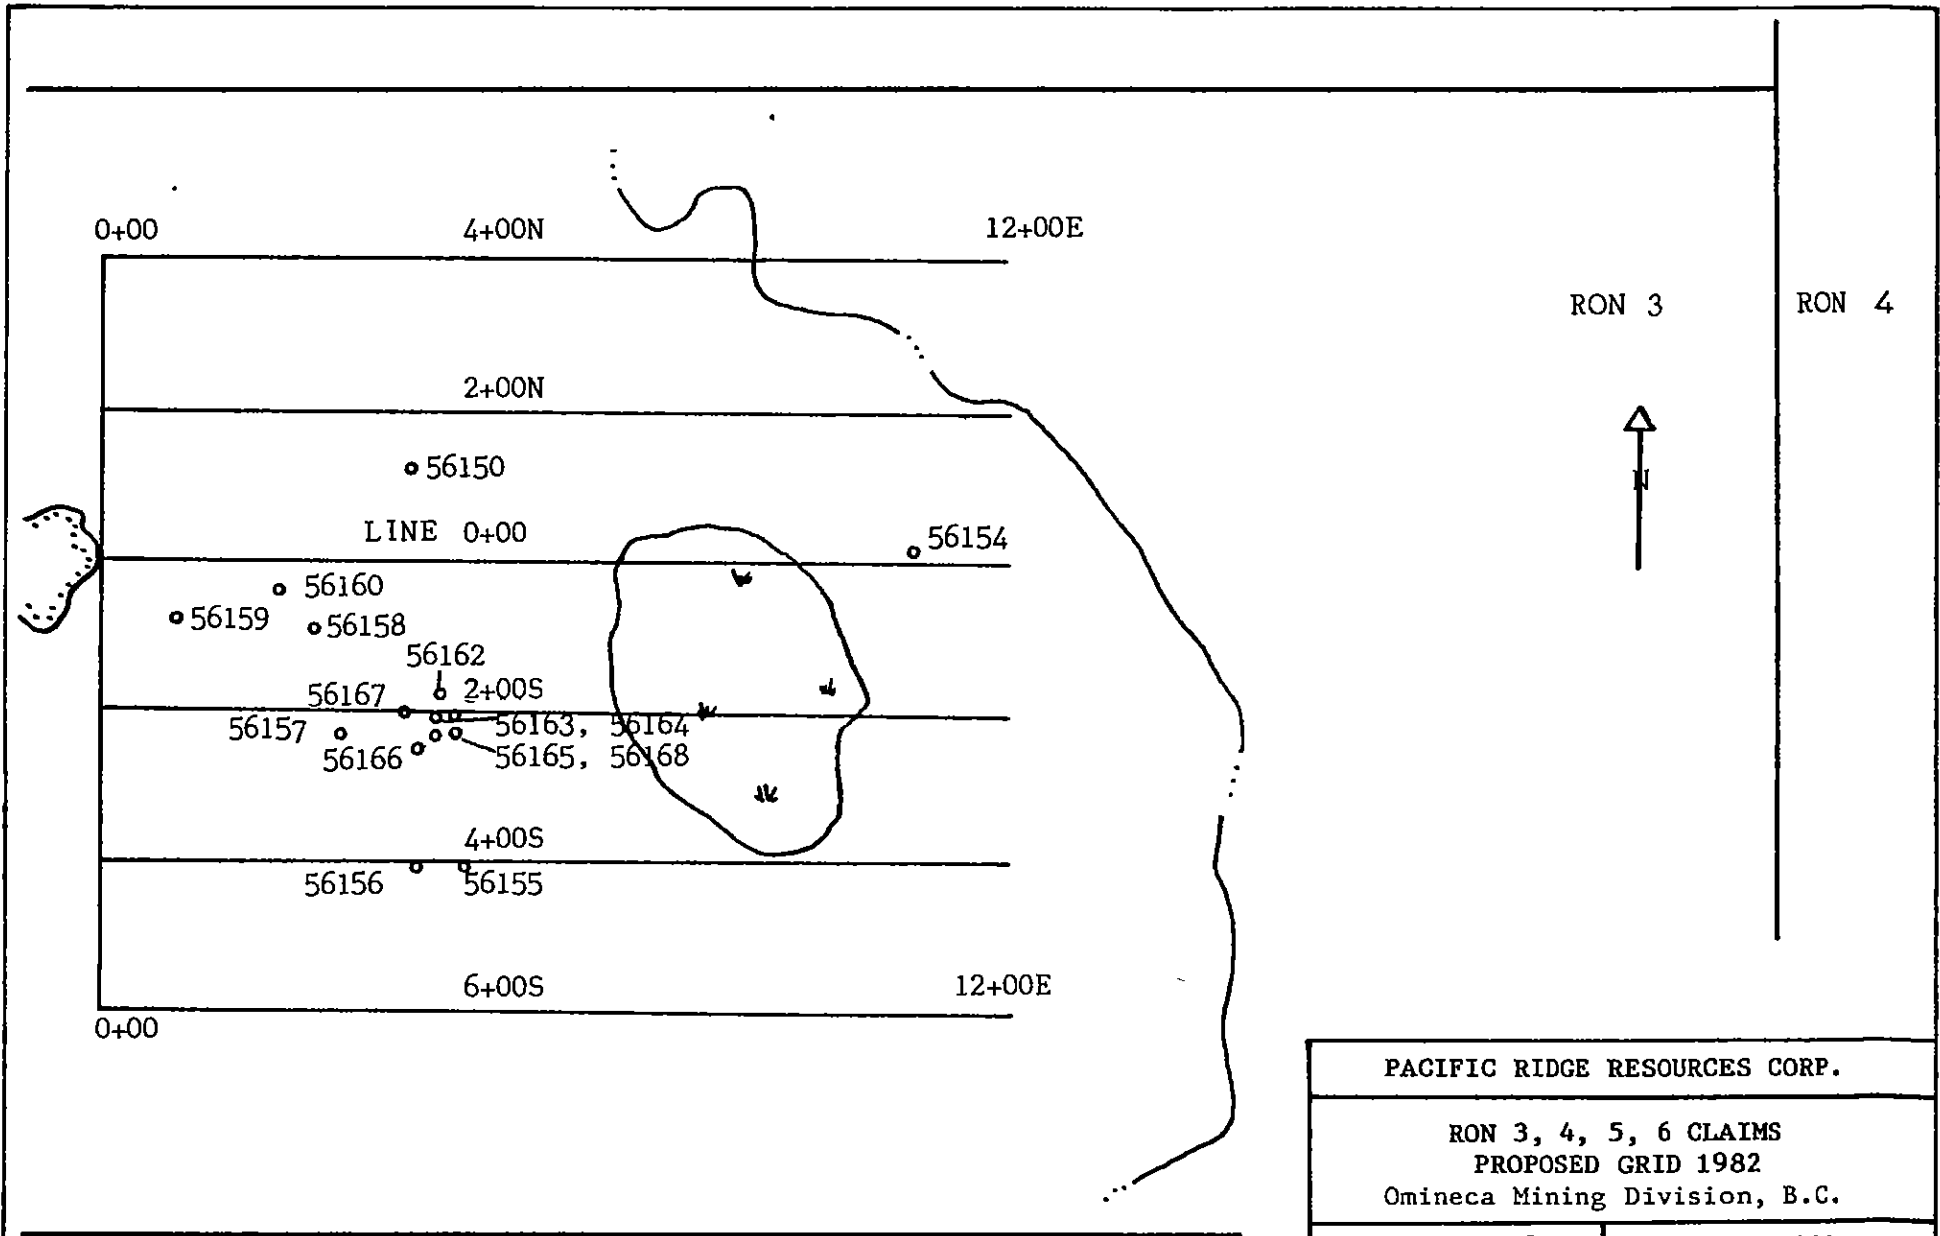 0+00 4+00N 12+00E
RON 3 RON 4
2+00N
56150
N
LINE 0+00
56154
56160
56159
56158
56162
56167
2+00S
56157
56163, 56164
56166
56165, 56168
4+00S
56156
56155
6+00S
12+00E
0+00
PACIFIC RIDGE RESOURCES CORP.
RON 3, 4, 5, 6 CLAIMS
PROPOSED GRID 1982
Omineca Mining Division, B.C.